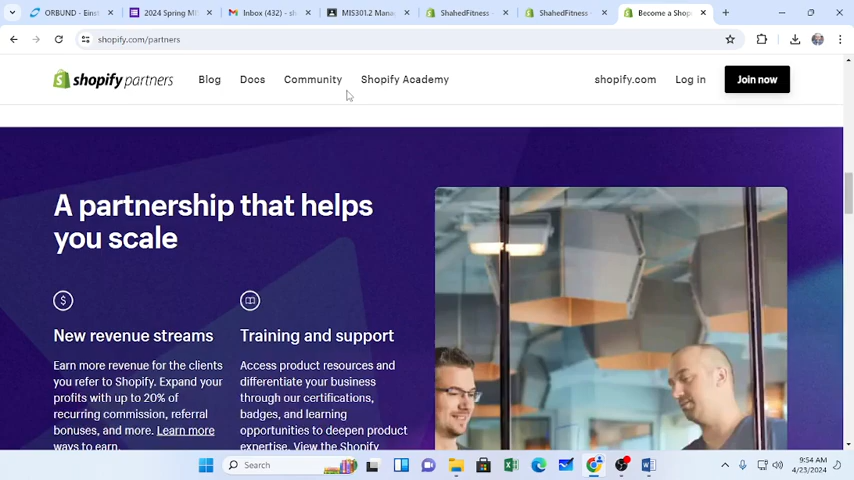 ORBUND - Einst
2024 Spring MI
Inbox (432) - sh
MIS301.2 Mana
ShahedFitness -
ShahedFitness -
Become a Shop
shopify.com/partners
shopify partners
Blog
Docs
Community
Shopify Academy
shopify.com
Log in
Join now
A partnership that helps
you scale
New revenue streams
Earn more revenue for the clients
you refer to Shopify. Expand your
profits with up to 20% of
recurring commission, referral
bonuses, and more. Learn more
ways to earn.
Training and support
Access product resources and
differentiate your business
through our certifications,
badges, and learning
opportunities to deepen product
expertise. View the Shopify
Search
9:54 AM
4/23/2024